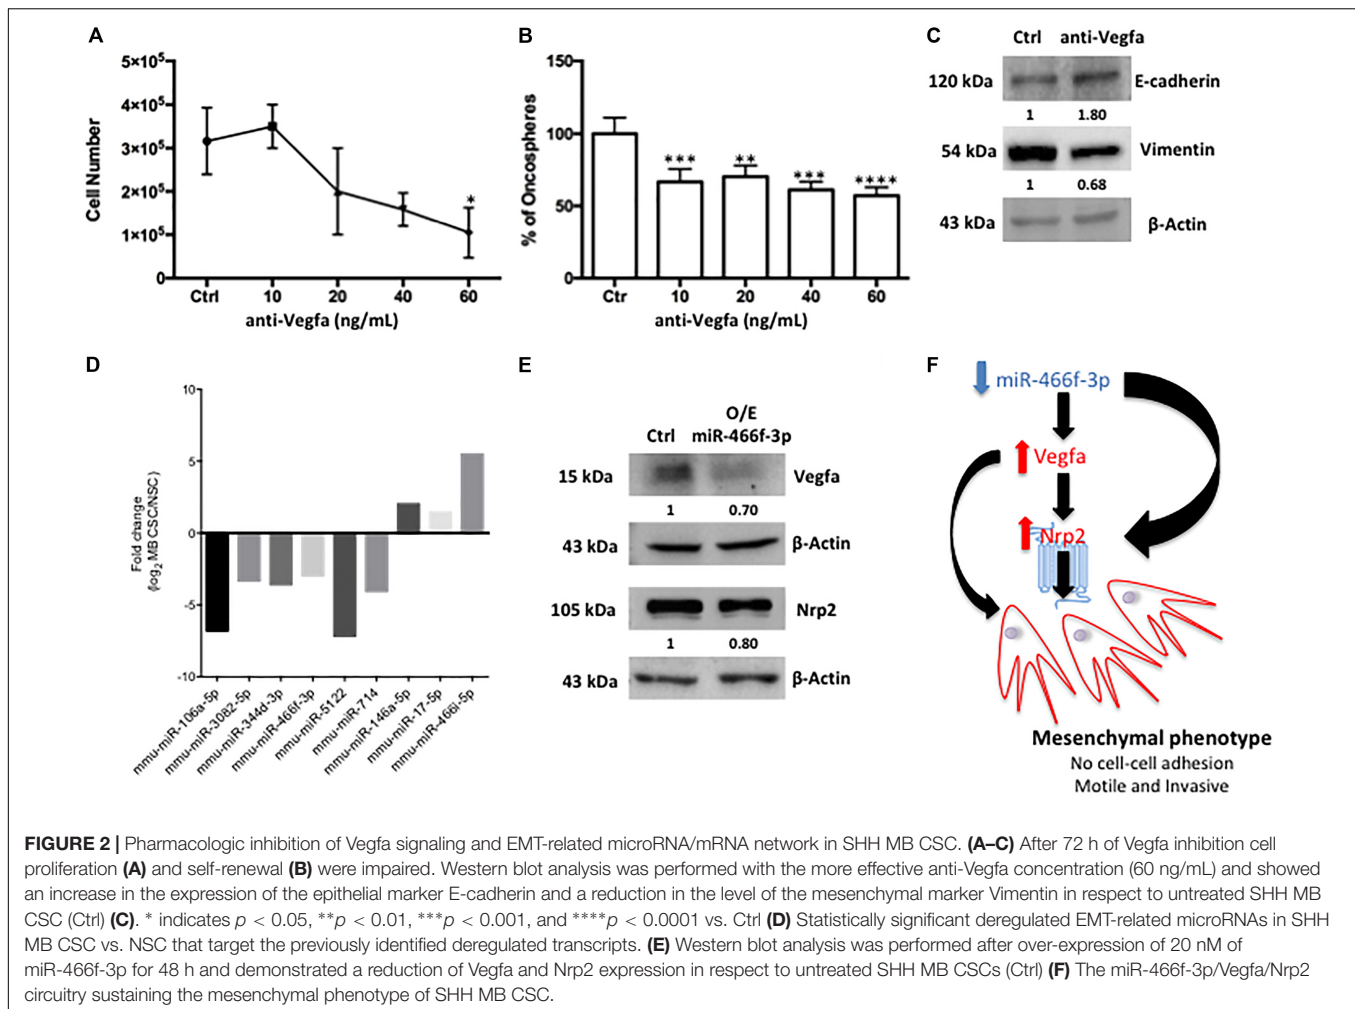 A
5×10⁵
4×10⁵
3×10⁵
2×10⁵
1×10⁵
0
Cell Number
*
Ctrl 10 20 40 60
anti-Vegfa (ng/mL)
B
150
100
50
0
% of Oncospheres
*** ** *** ****
Ctr 10 20 40 60
anti-Vegfa (ng/mL)
C
Ctrl anti-Vegfa
120 kDa E-cadherin
1 1.80
54 kDa Vimentin
1 0.68
43 kDa β-Actin
D
10
5
0
-5
-10
Fold change
(log₂ MB CSC/NSC)
mmu-miR-106a-5p
mmu-miR-3082-5p
mmu-miR-344d-3p
mmu-miR-466f-3p
mmu-miR-5122
mmu-miR-714
mmu-miR-146a-5p
mmu-miR-17-5p
mmu-miR-466i-5p
E
O/E
Ctrl miR-466f-3p
15 kDa Vegfa
1 0.70
43 kDa β-Actin
105 kDa Nrp2
1 0.80
43 kDa β-Actin
F
miR-466f-3p
Vegfa
Nrp2
Mesenchymal phenotype
No cell-cell adhesion
Motile and Invasive
FIGURE 2 | Pharmacologic inhibition of Vegfa signaling and EMT-related microRNA/mRNA network in SHH MB CSC. (A–C) After 72 h of Vegfa inhibition cell
proliferation (A) and self-renewal (B) were impaired. Western blot analysis was performed with the more effective anti-Vegfa concentration (60 ng/mL) and showed
an increase in the expression of the epithelial marker E-cadherin and a reduction in the level of the mesenchymal marker Vimentin in respect to untreated SHH MB
CSC (Ctrl) (C). * indicates p < 0.05, **p < 0.01, ***p < 0.001, and ****p < 0.0001 vs. Ctrl (D) Statistically significant deregulated EMT-related microRNAs in SHH
MB CSC vs. NSC that target the previously identified deregulated transcripts. (E) Western blot analysis was performed after over-expression of 20 nM of
miR-466f-3p for 48 h and demonstrated a reduction of Vegfa and Nrp2 expression in respect to untreated SHH MB CSCs (Ctrl) (F) The miR-466f-3p/Vegfa/Nrp2
circuitry sustaining the mesenchymal phenotype of SHH MB CSC.